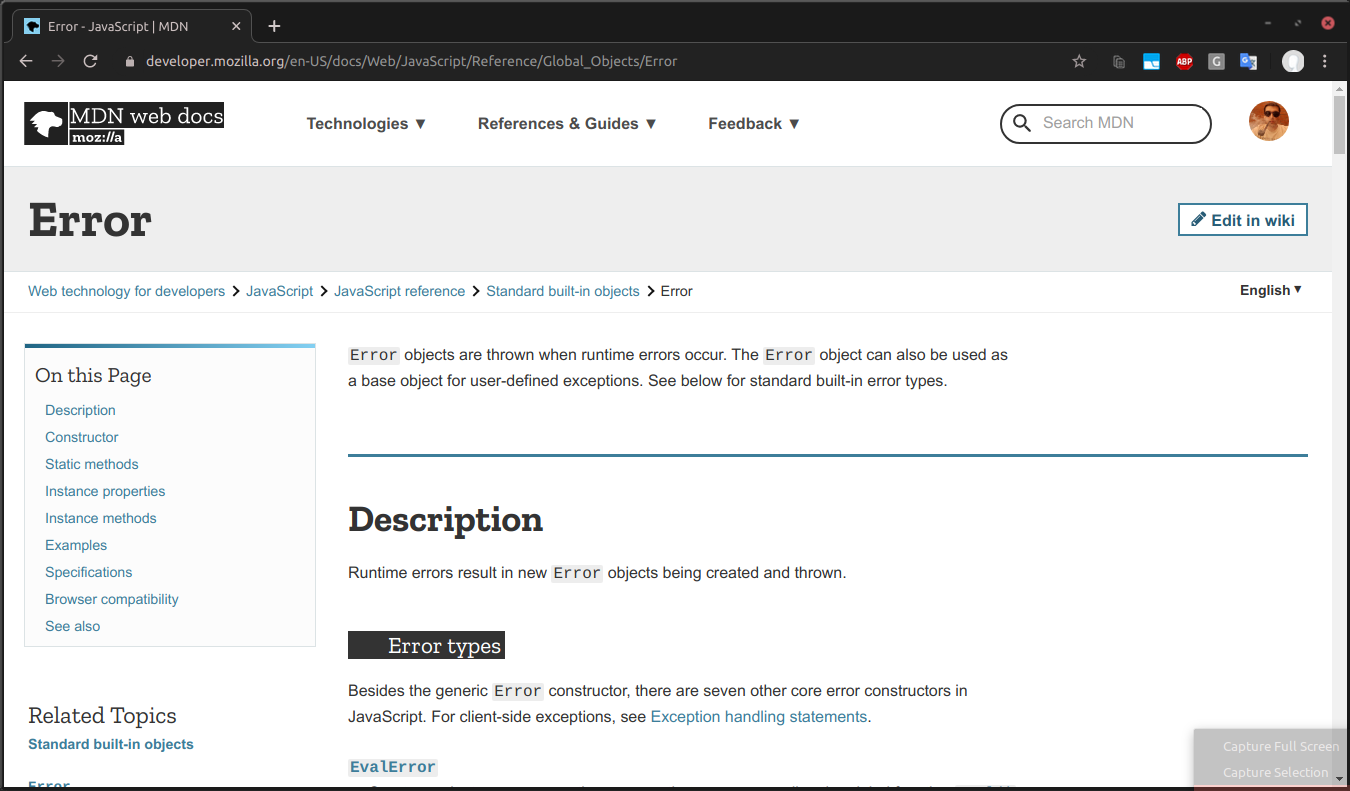 Error - JavaScript | MDN
developer.mozilla.org/en-US/docs/Web/JavaScript/Reference/Global_Objects/Error
ABP
G
MDN web docs
moz://a
Technologies ▼
References & Guides ▼
Feedback ▼
Search MDN
Error
Edit in wiki
Web technology for developers > JavaScript > JavaScript reference > Standard built-in objects > Error
English ▼
On this Page
Description
Constructor
Static methods
Instance properties
Instance methods
Examples
Specifications
Browser compatibility
See also
Related Topics
Standard built-in objects
Error
Error objects are thrown when runtime errors occur. The Error object can also be used as
a base object for user-defined exceptions. See below for standard built-in error types.
Description
Runtime errors result in new Error objects being created and thrown.
Error types
Besides the generic Error constructor, there are seven other core error constructors in
JavaScript. For client-side exceptions, see Exception handling statements.
EvalError
Capture Full Screen
Capture Selection